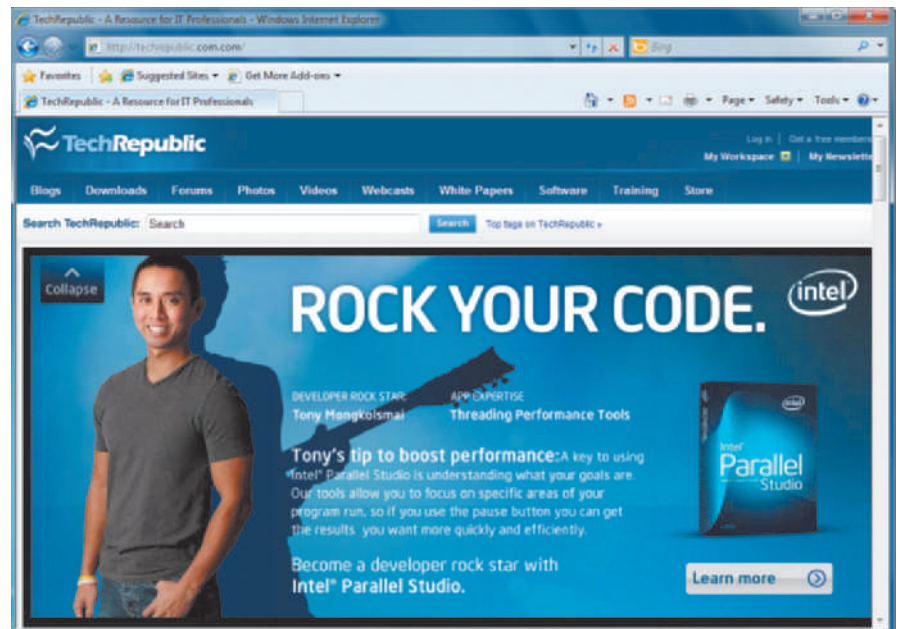 TechRepublic - A Resource for IT Professionals - Windows Internet Explorer
http://techrepublic.com.com/
Bing
Favorites Suggested Sites Get More Add-ons
TechRepublic - A Resource for IT Professionals Page Safety Tools
TechRepublic
Log in | Get a free members
My Workspace | My Newslette
Blogs Downloads Forums Photos Videos Webcasts White Papers Software Training Store
Search TechRepublic: Search Search Top tags on TechRepublic »
Collapse
ROCK YOUR CODE.
intel
DEVELOPER ROCK STAR: APP EXPERTISE
Tony Mongkolsmai Threading Performance Tools
Tony's tip to boost performance: A key to using
Intel® Parallel Studio is understanding what your goals are.
Our tools allow you to focus on specific areas of your
program run, so if you use the pause button you can get
the results you want more quickly and efficiently.
Become a developer rock star with
Intel® Parallel Studio.
intel
Intel®
Parallel
Studio
Learn more